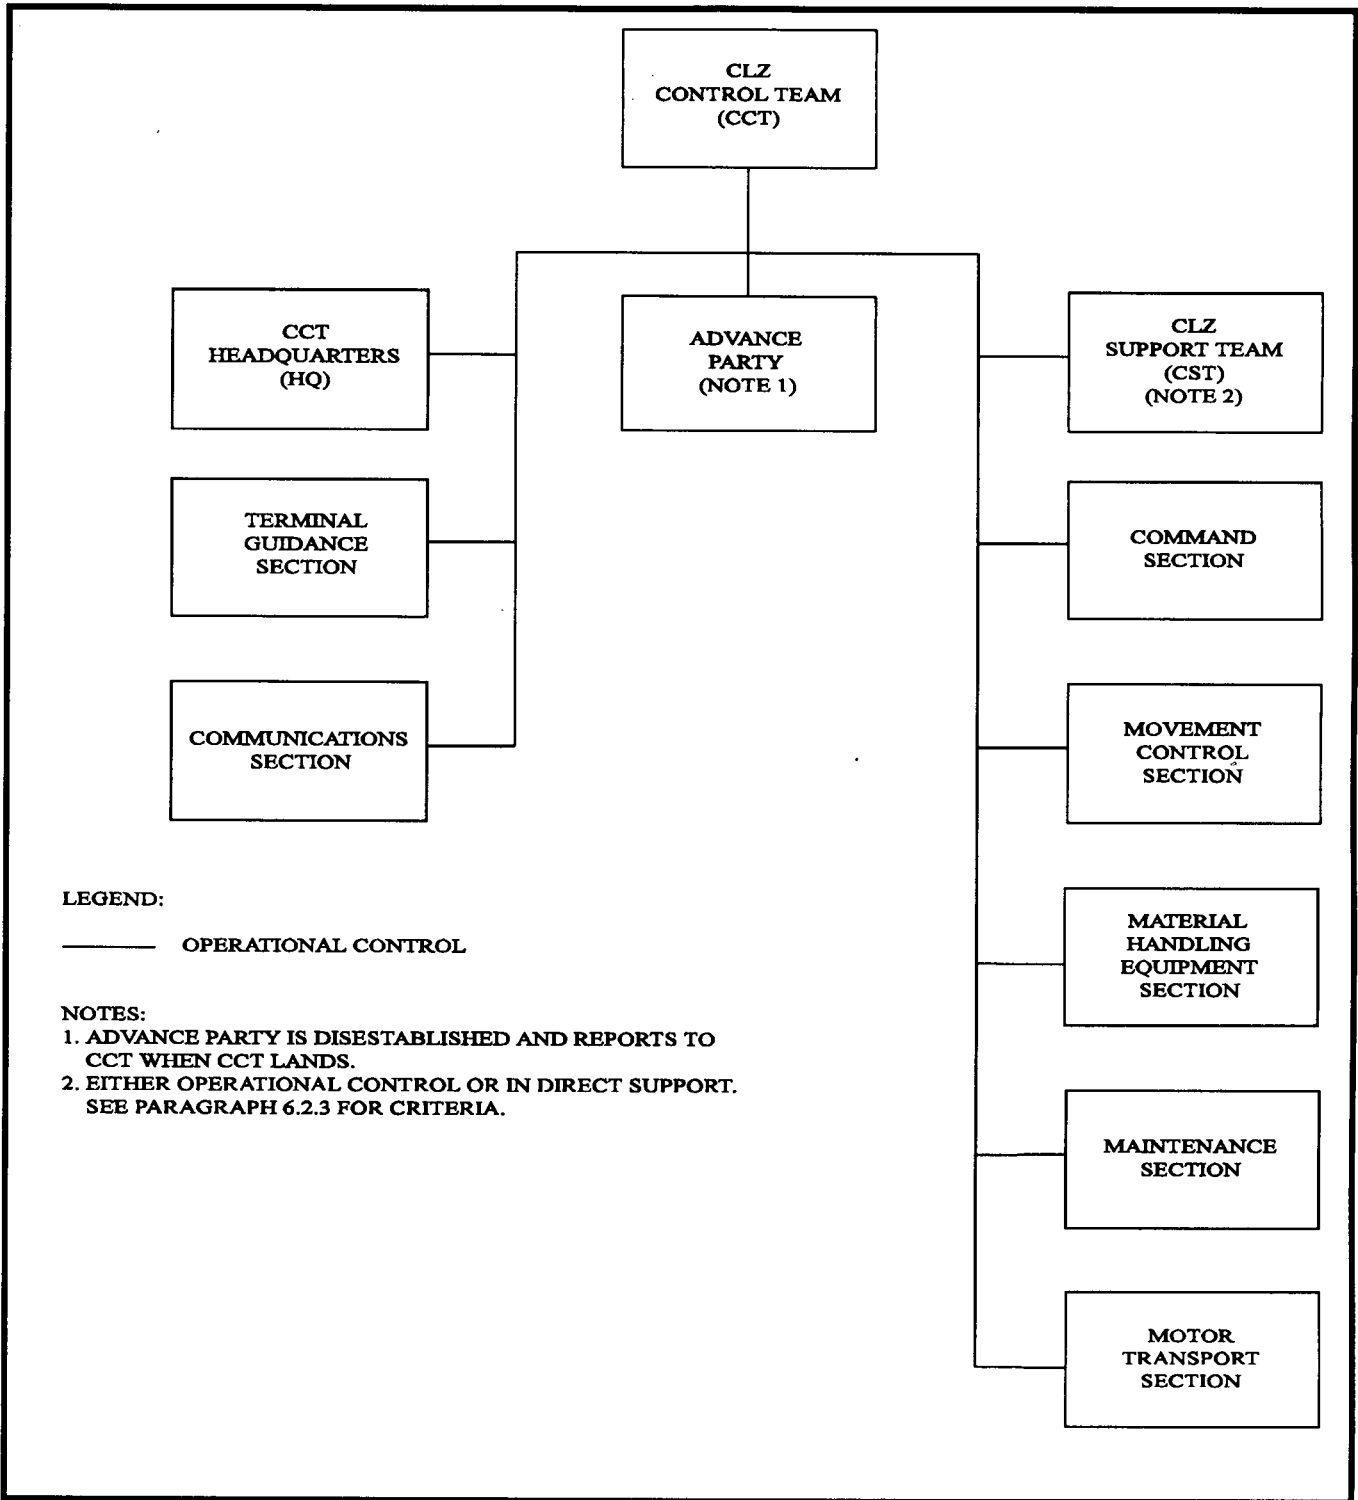 CLZ
CONTROL TEAM
(CCT)
CCT
HEADQUARTERS
(HQ)
ADVANCE
PARTY
(NOTE 1)
CLZ
SUPPORT TEAM
(CST)
(NOTE 2)
TERMINAL
GUIDANCE
SECTION
COMMAND
SECTION
COMMUNICATIONS
SECTION
MOVEMENT
CONTROL
SECTION
MATERIAL
HANDLING
EQUIPMENT
SECTION
MAINTENANCE
SECTION
MOTOR
TRANSPORT
SECTION
LEGEND:
OPERATIONAL CONTROL
NOTES:
1. ADVANCE PARTY IS DISESTABLISHED AND REPORTS TO
CCT WHEN CCT LANDS.
2. EITHER OPERATIONAL CONTROL OR IN DIRECT SUPPORT.
SEE PARAGRAPH 6.2.3 FOR CRITERIA.